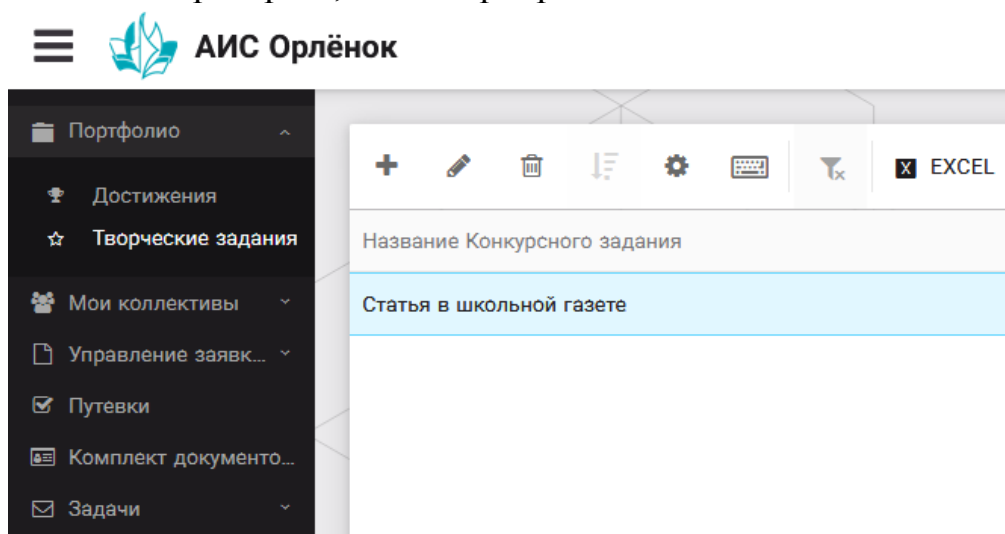 АИС Орлёнок
Портфолио
Достижения
Творческие задания
Мои коллективы
Управление заявк...
Путевки
Комплект документо...
Задачи
X EXCEL
Название Конкурсного задания
Статья в школьной газете